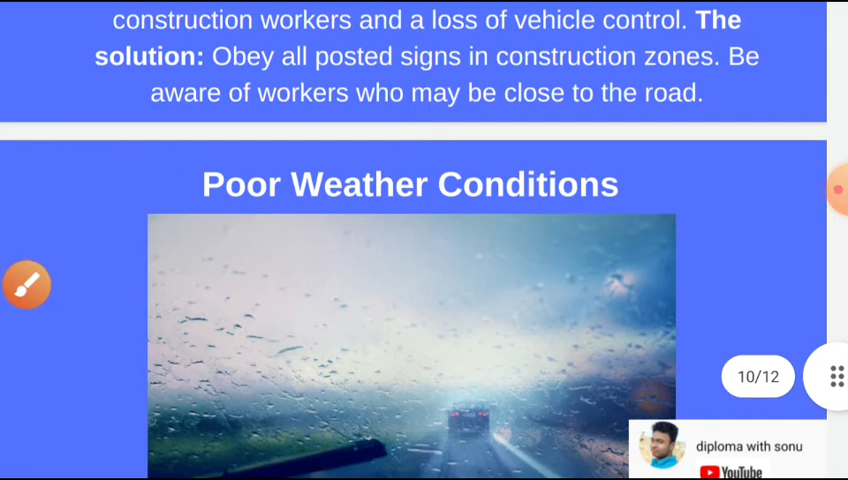 construction workers and a loss of vehicle control. The
solution: Obey all posted signs in construction zones. Be
aware of workers who may be close to the road.
Poor Weather Conditions
10/12
diploma with sonu
YouTube